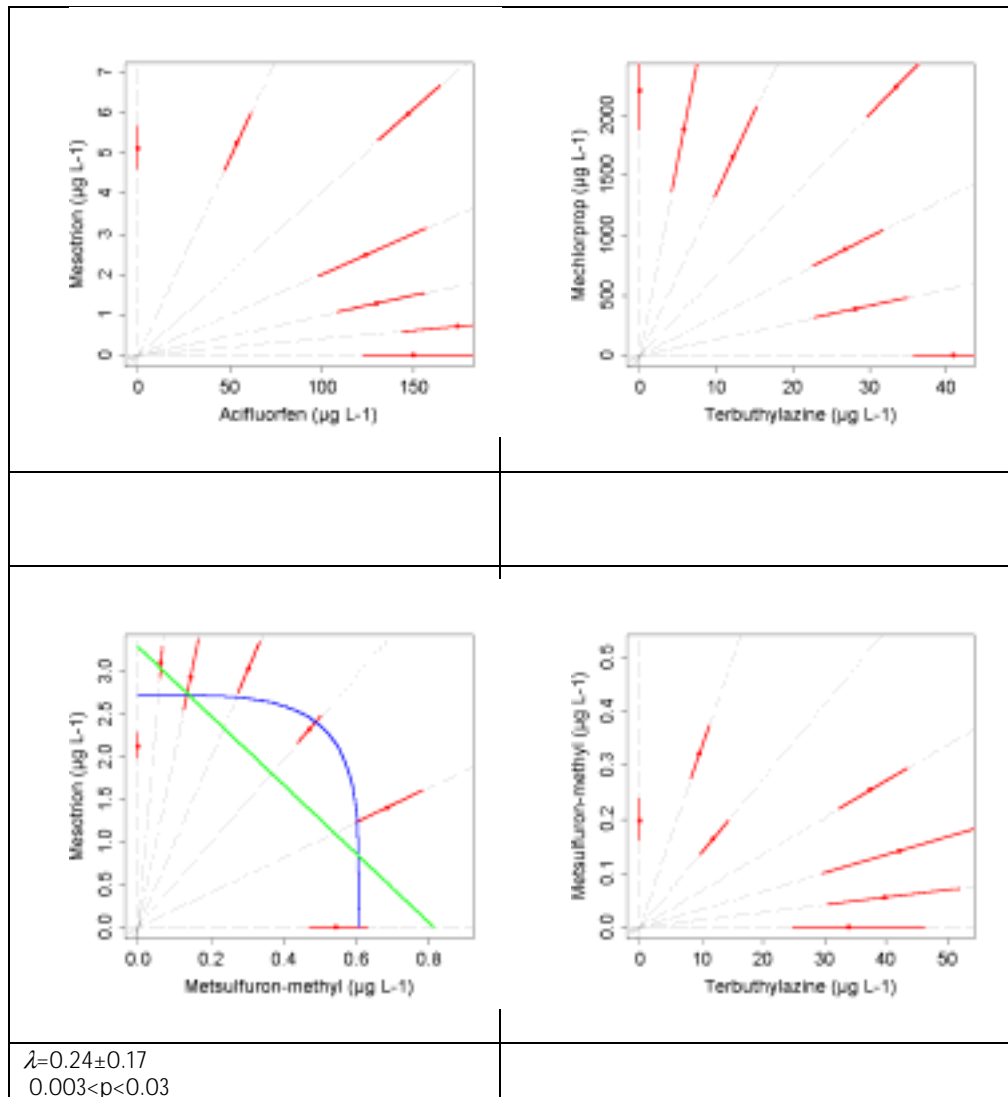 Mesotrion (µg L-1)
0 1 2 3 4 5 6 7
0 50 100 150
Acifluorfen (µg L-1)
Mechlorprop (µg L-1)
0 500 1000 1500 2000
0 10 20 30 40
Terbuthylazine (µg L-1)
Mesotrion (µg L-1)
0.0 0.5 1.0 1.5 2.0 2.5 3.0
0.0 0.2 0.4 0.6 0.8
Metsulfuron-methyl (µg L-1)
Metsulfuron-methyl (µg L-1)
0.0 0.1 0.2 0.3 0.4 0.5
0 10 20 30 40 50
Terbuthylazine (µg L-1)
λ=0.24±0.17
0.003<p<0.03